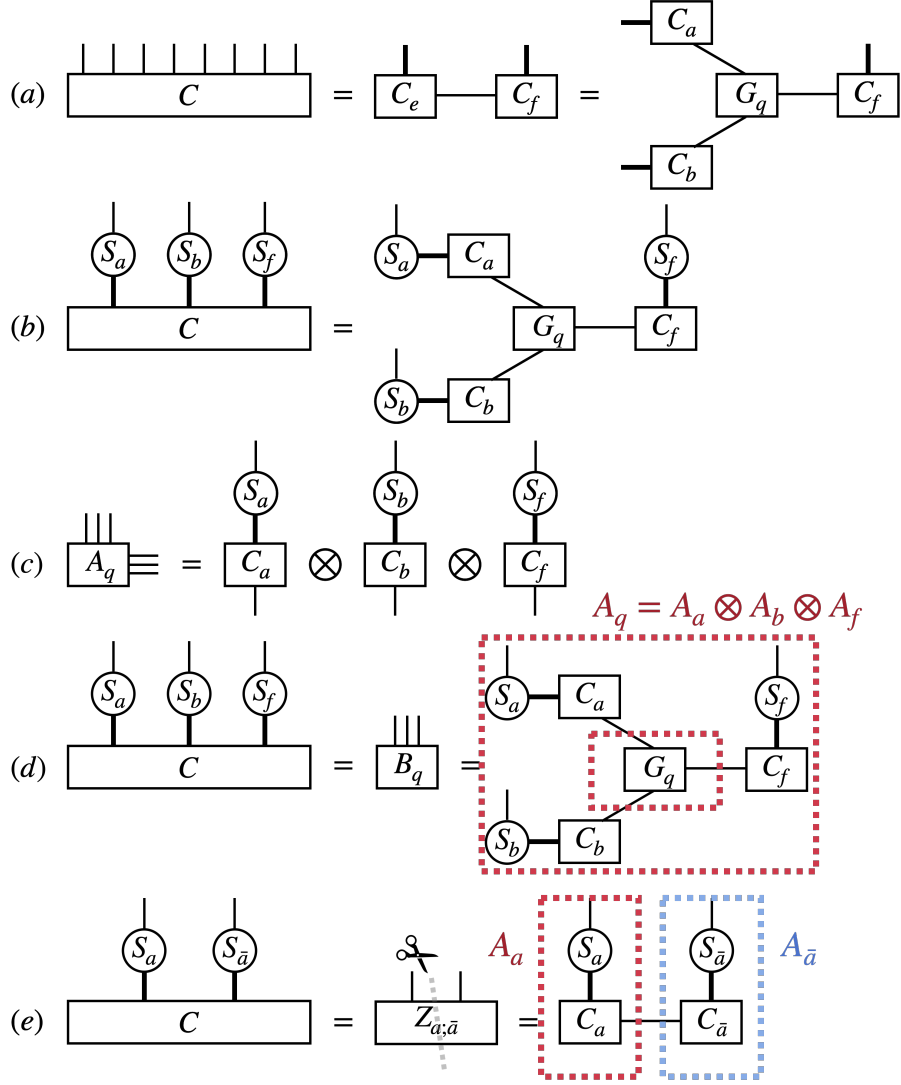 (a) C = C_e C_f = C_a G_q C_f C_b
(b) S_a S_b S_f C = S_a C_a G_q C_f S_f S_b C_b
(c) A_q = S_a C_a ⊗ S_b C_b ⊗ S_f C_f
A_q = A_a ⊗ A_b ⊗ A_f
(d) S_a S_b S_f C = B_q = S_a C_a G_q C_f S_f S_b C_b
(e) S_a S_ā C = Z_{a;ā} = A_a S_a C_a S_ā C_ā A_ā